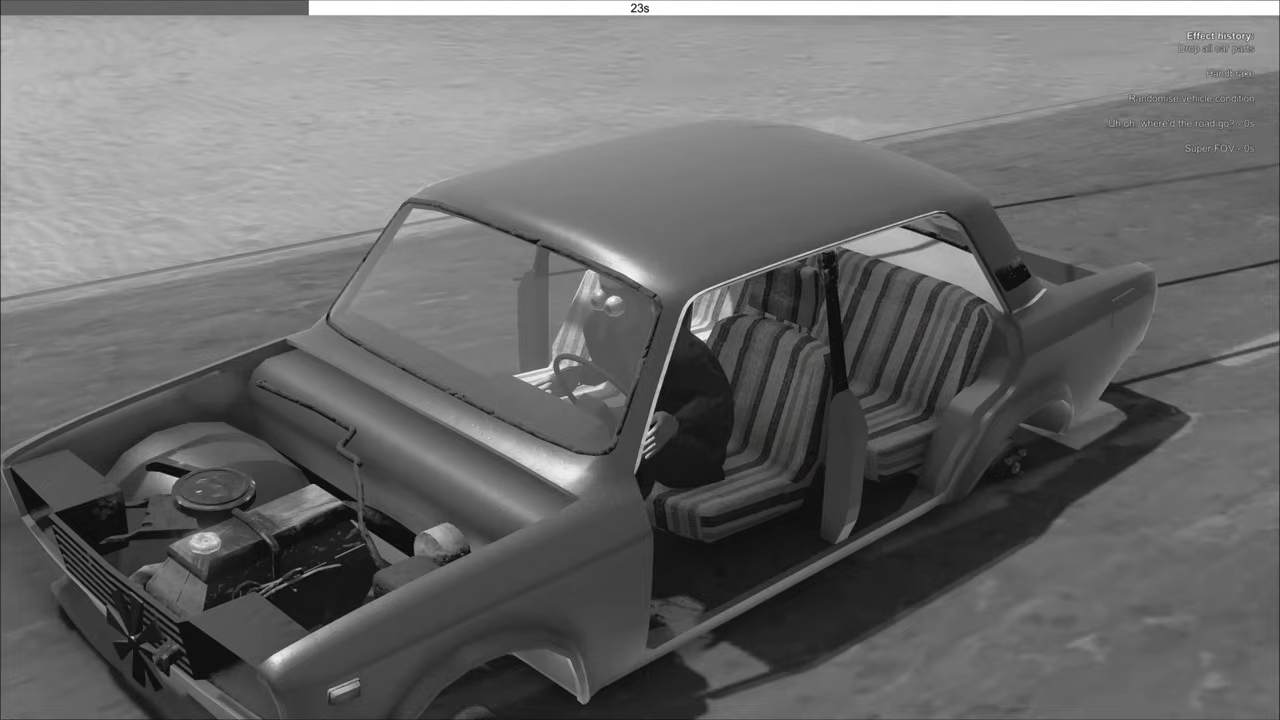 23s
Effect history:
Drop all car parts
Handbrake
Randomise vehicle condition
Uh oh, where'd the road go? - 0s
Super FOV - 0s